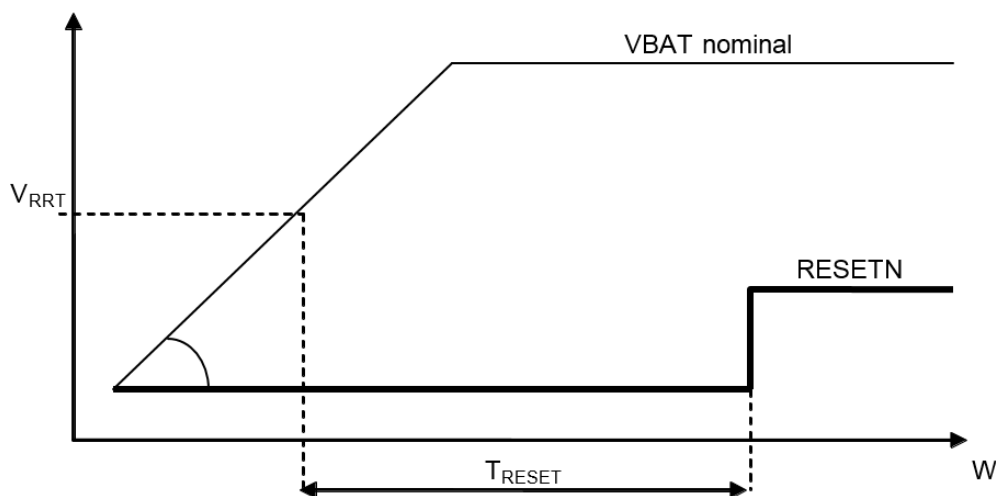 VBAT nominal
VRRT
RESETN
TRESET
W